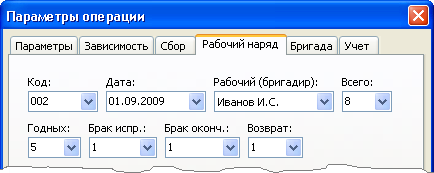 Параметры операции
Параметры Зависимость Сбор Рабочий наряд Бригада Учет
Код: Дата: Рабочий (бригадир): Всего:
002 01.09.2009 Иванов И.С. 8
Годных: Брак испр.: Брак оконч.: Возврат:
5 1 1 1